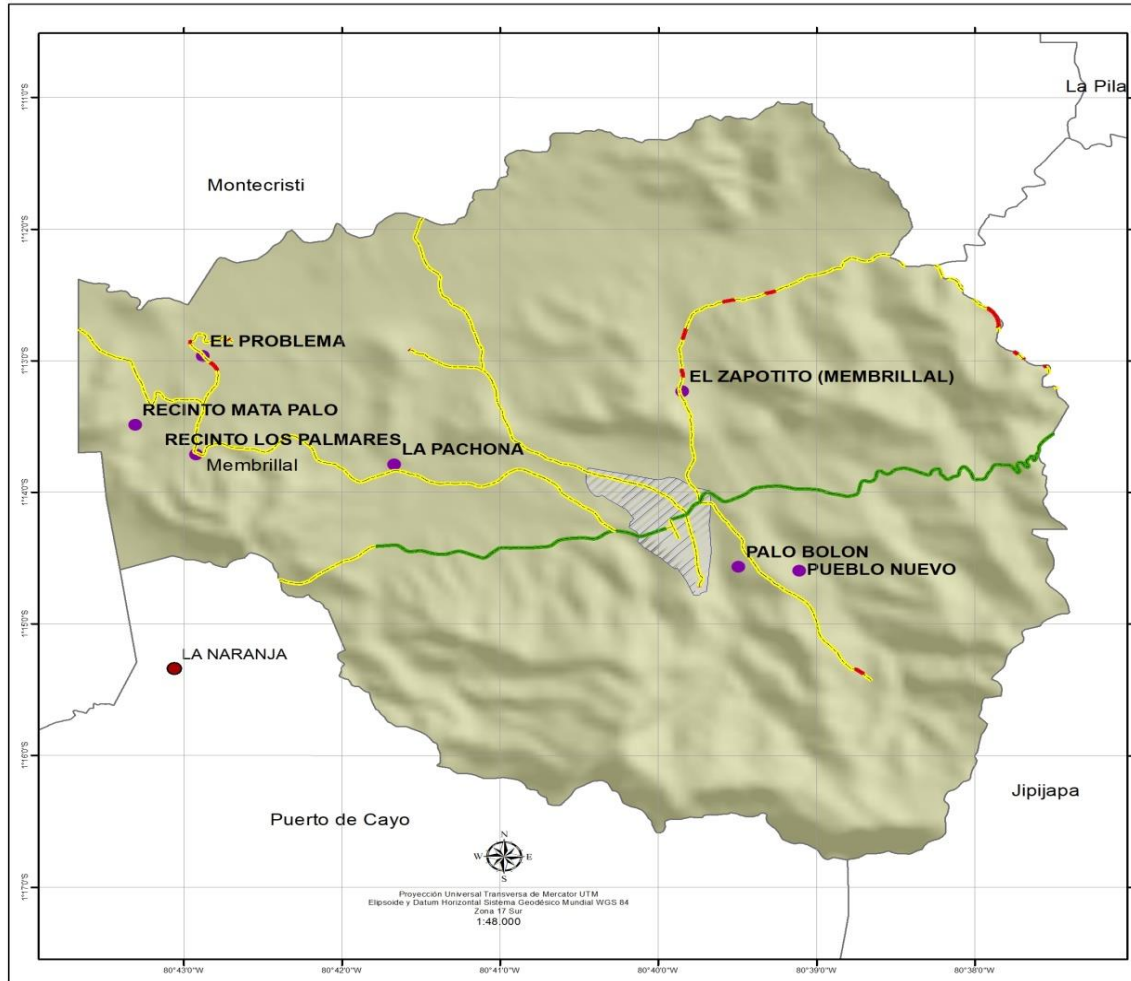 La Pila
1°11'0"S
Montecristi
1°12'0"S
1°13'0"S
EL PROBLEMA
EL ZAPOTITO (MEMBRILLAL)
RECINTO MATA PALO
RECINTO LOS PALMARES
LA PACHONA
Membrillal
1°14'0"S
PALO BOLON
PUEBLO NUEVO
1°15'0"S
LA NARANJA
1°16'0"S
Jipijapa
Puerto de Cayo
N
W E
S
1°17'0"S
Proyección Universal Transversa de Mercator UTM
Elipsoide y Datum Horizontal Sistema Geodésico Mundial WGS 84
Zona 17 Sur
1:48.000
80°43'0"W 80°42'0"W 80°41'0"W 80°40'0"W 80°39'0"W 80°38'0"W